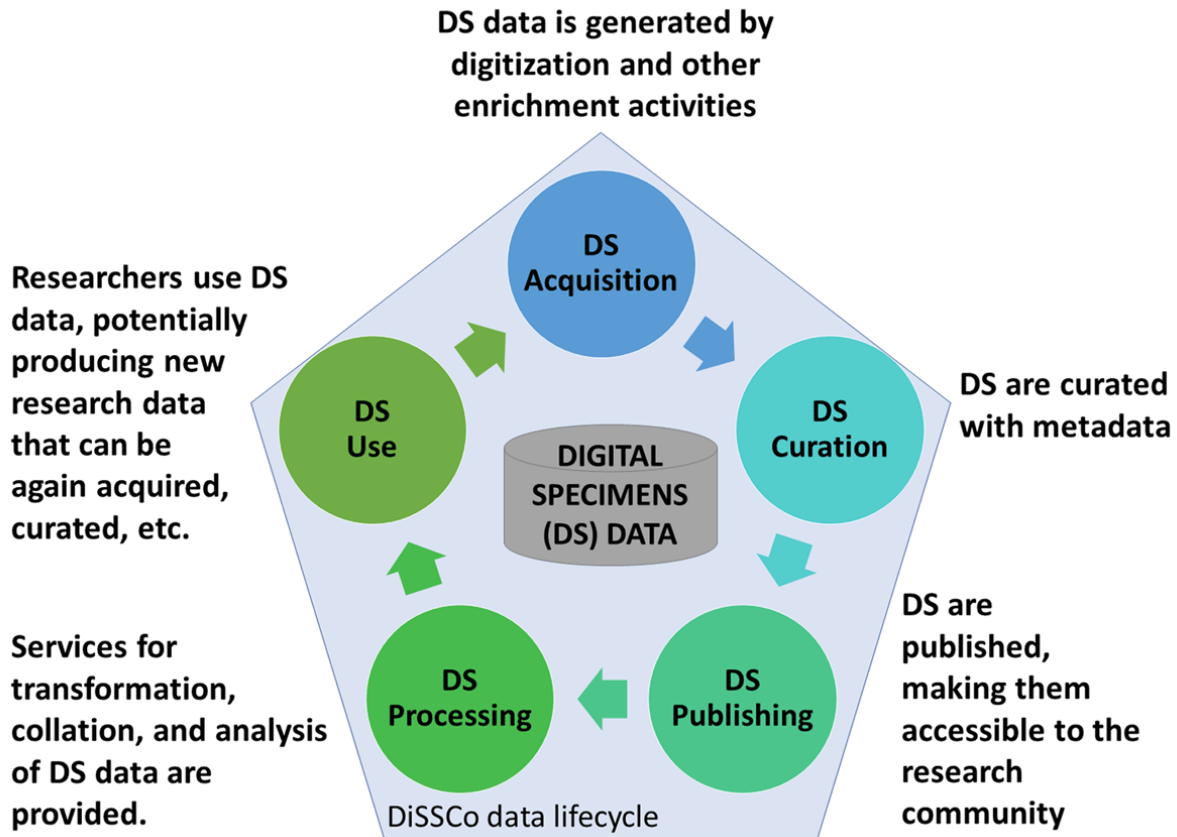 DS data is generated by
digitization and other
enrichment activities
DS
Acquisition
DS
Curation
DS are curated
with metadata
DS
Publishing
DS are
published,
making them
accessible to the
research
community
DS
Processing
Services for
transformation,
collation, and analysis
of DS data are
provided.
DS
Use
Researchers use DS
data, potentially
producing new
research data
that can be
again acquired,
curated, etc.
DIGITAL
SPECIMENS
(DS) DATA
DiSSCo data lifecycle